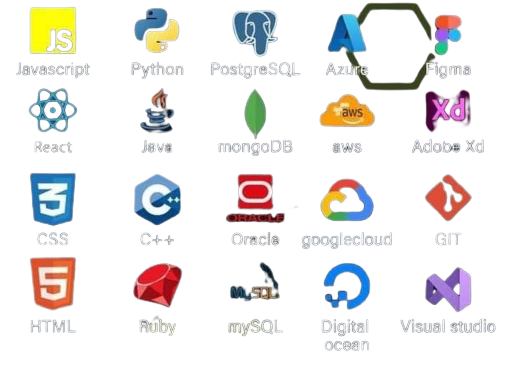 JS
Javascript
Python
PostgreSQL
Azure
Figma
aws
Xd
React
Java
mongoDB
aws
Adobe Xd
3
C++
ORACLE
CSS
C++
Oracle
googlecloud
GIT
5
MySQL
HTML
Ruby
mySQL
Digital
ocean
Visual studio